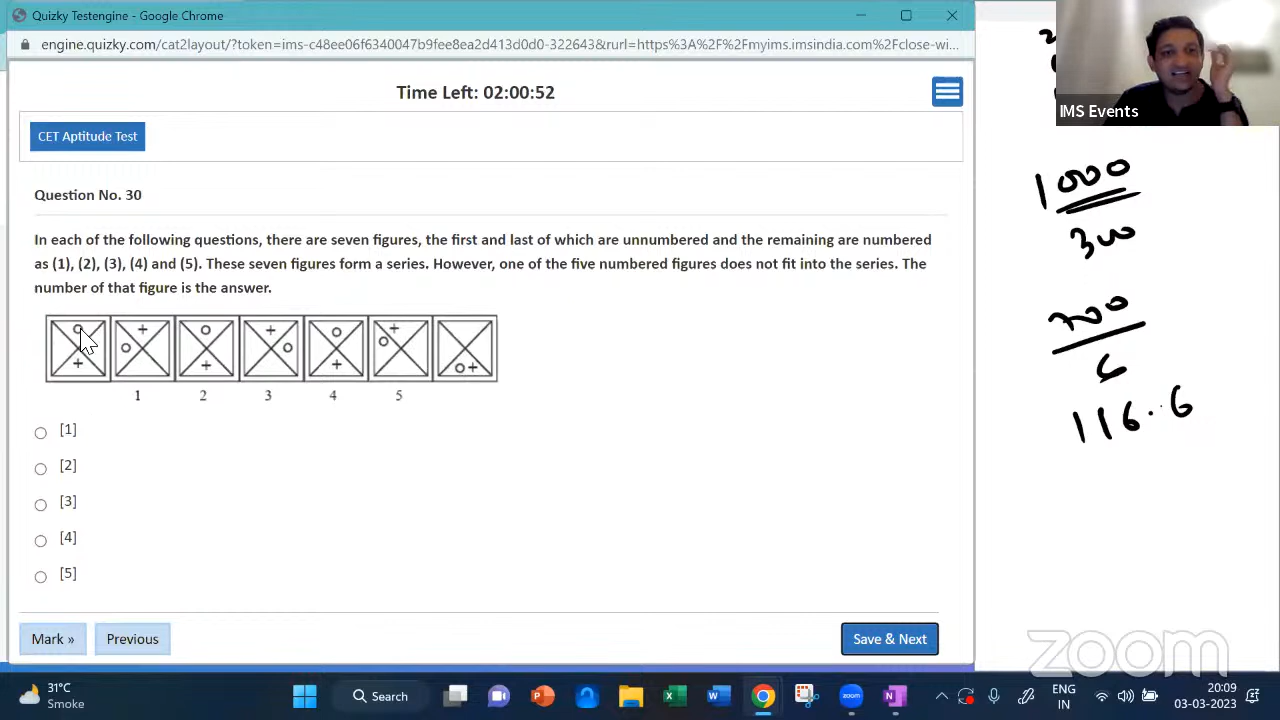 Quizky Testengine - Google Chrome
engine.quizky.com/cat2layout/?token=ims-c48ec0ff6340047b9fee8ea2d413d0d0-322643&rurl=https%3A%2F%2Fmyims.imsindia.com%2Fclose-wi...
IMS Events
Time Left: 02:00:52
CET Aptitude Test
Question No. 30
In each of the following questions, there are seven figures, the first and last of which are unnumbered and the remaining are numbered
as (1), (2), (3), (4) and (5). These seven figures form a series. However, one of the five numbered figures does not fit into the series. The
number of that figure is the answer.
1 2 3 4 5
[1]
[2]
[3]
[4]
[5]
Mark »
Previous
Save & Next
1000
300
700
6
116.6
zoom
31°C
Smoke
Search
zoom
ENG
IN
20:09
03-03-2023